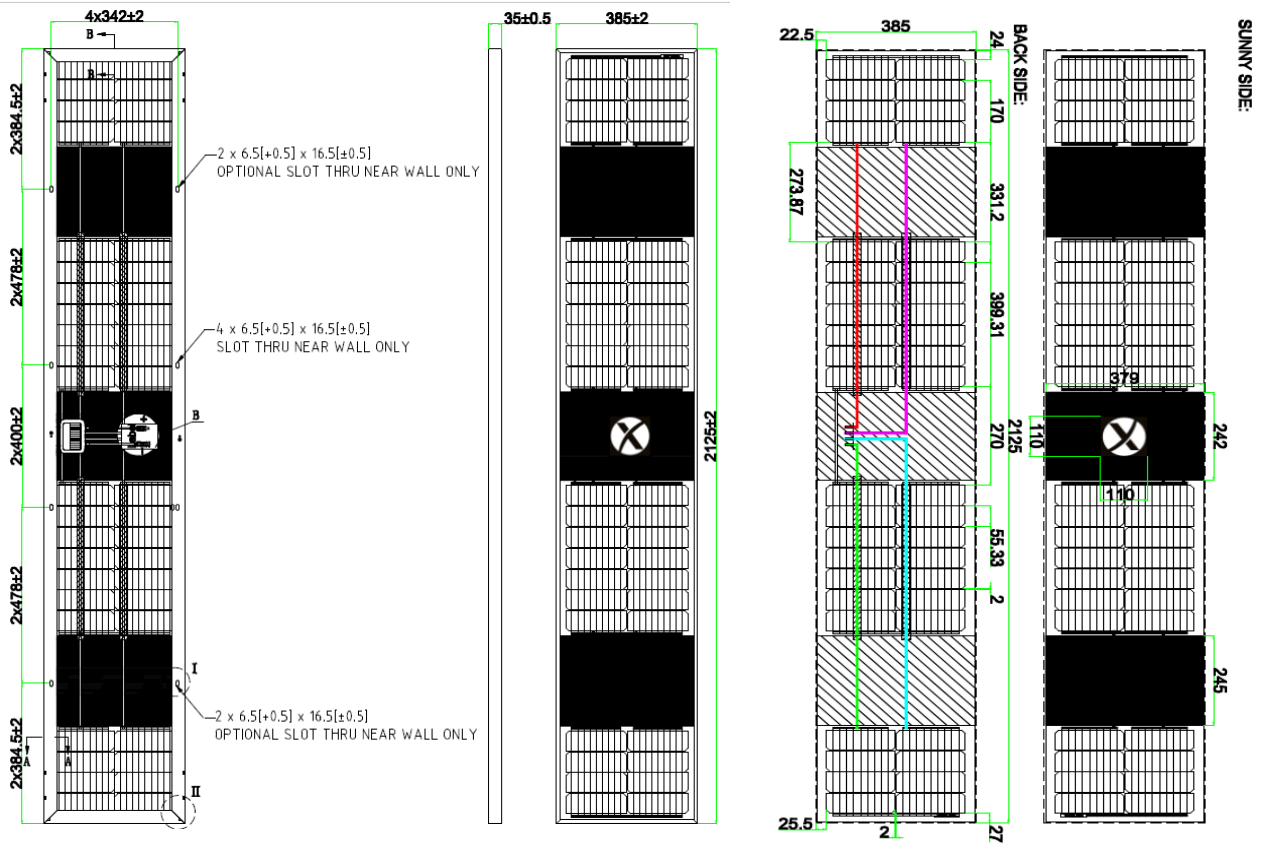 4x342±2
B
B
2x384.5±2
2 x 6.5[+0.5] x 16.5[±0.5]
OPTIONAL SLOT THRU NEAR WALL ONLY
2x478±2
4 x 6.5[+0.5] x 16.5[±0.5]
SLOT THRU NEAR WALL ONLY
2x400±2
B
2x478±2
I
2 x 6.5[+0.5] x 16.5[±0.5]
OPTIONAL SLOT THRU NEAR WALL ONLY
2x384.5±2
A
A
II
35±0.5
385±2
2125±2
X
BACK SIDE:
22.5
385
24
170
273.87
331.2
399.31
2125
270
55.33
2
25.5
2
27
SUNNY SIDE:
379
110
X
110
242
245